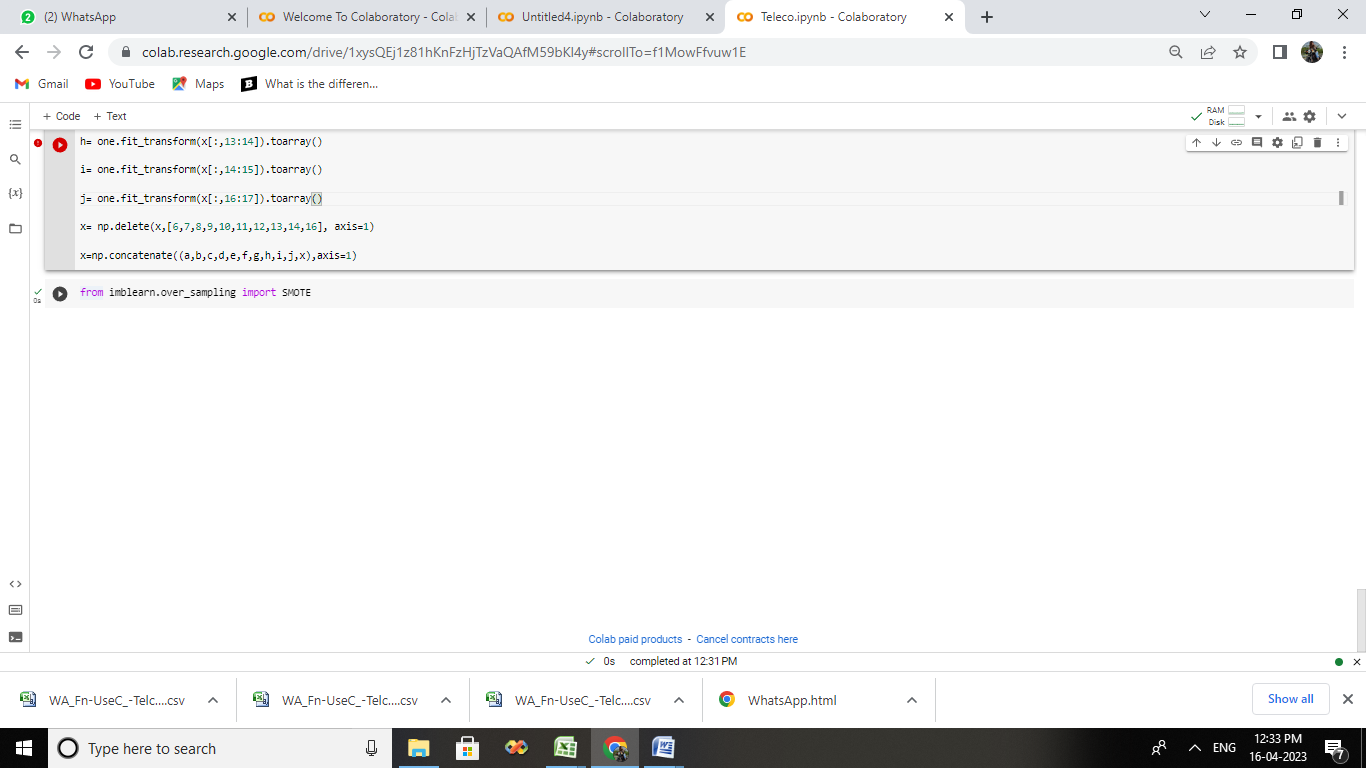 (2) WhatsApp
Welcome To Colaboratory - Cola
Untitled4.ipynb - Colaboratory
Teleco.ipynb - Colaboratory
colab.research.google.com/drive/1xysQEj1z81hKnFzHjTzVaQAfM59bKl4y#scrollTo=f1MowFfvuw1E
Gmail
YouTube
Maps
B
What is the differen...
+ Code + Text
RAM
Disk
h= one.fit_transform(x[:,13:14]).toarray()
i= one.fit_transform(x[:,14:15]).toarray()
j= one.fit_transform(x[:,16:17]).toarray()
x= np.delete(x,[6,7,8,9,10,11,12,13,14,16], axis=1)
x=np.concatenate((a,b,c,d,e,f,g,h,i,j,x),axis=1)
{x}
0s
from imblearn.over_sampling import SMOTE
Colab paid products - Cancel contracts here
0s completed at 12:31 PM
WA_Fn-UseC_-Telc....csv
WA_Fn-UseC_-Telc....csv
WA_Fn-UseC_-Telc....csv
WhatsApp.html
Show all
Type here to search
ENG
12:33 PM
16-04-2023
7